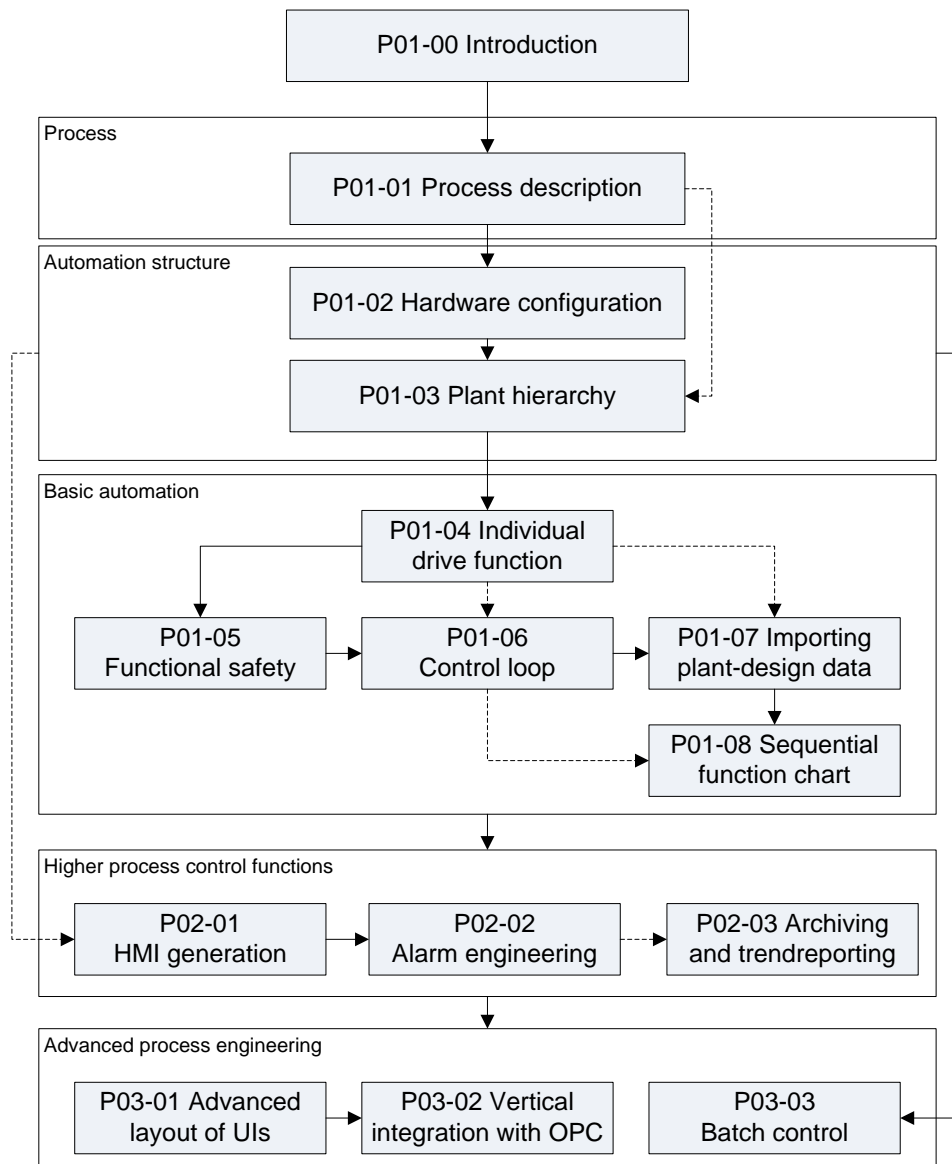 P01-00 Introduction
Process
P01-01 Process description
Automation structure
P01-02 Hardware configuration
P01-03 Plant hierarchy
Basic automation
P01-04 Individual
drive function
P01-05
Functional safety
P01-06
Control loop
P01-07 Importing
plant-design data
P01-08 Sequential
function chart
Higher process control functions
P02-01
HMI generation
P02-02
Alarm engineering
P02-03 Archiving
and trendreporting
Advanced process engineering
P03-01 Advanced
layout of UIs
P03-02 Vertical
integration with OPC
P03-03
Batch control